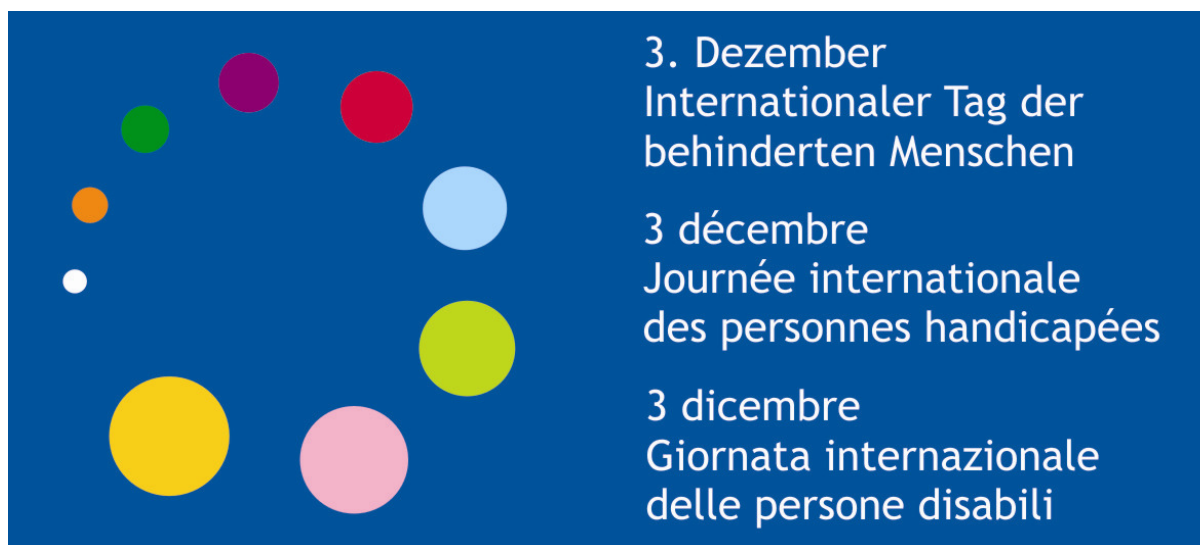 3. Dezember
Internationaler Tag der
behinderten Menschen
3 décembre
Journée internationale
des personnes handicapées
3 dicembre
Giornata internazionale
delle persone disabili